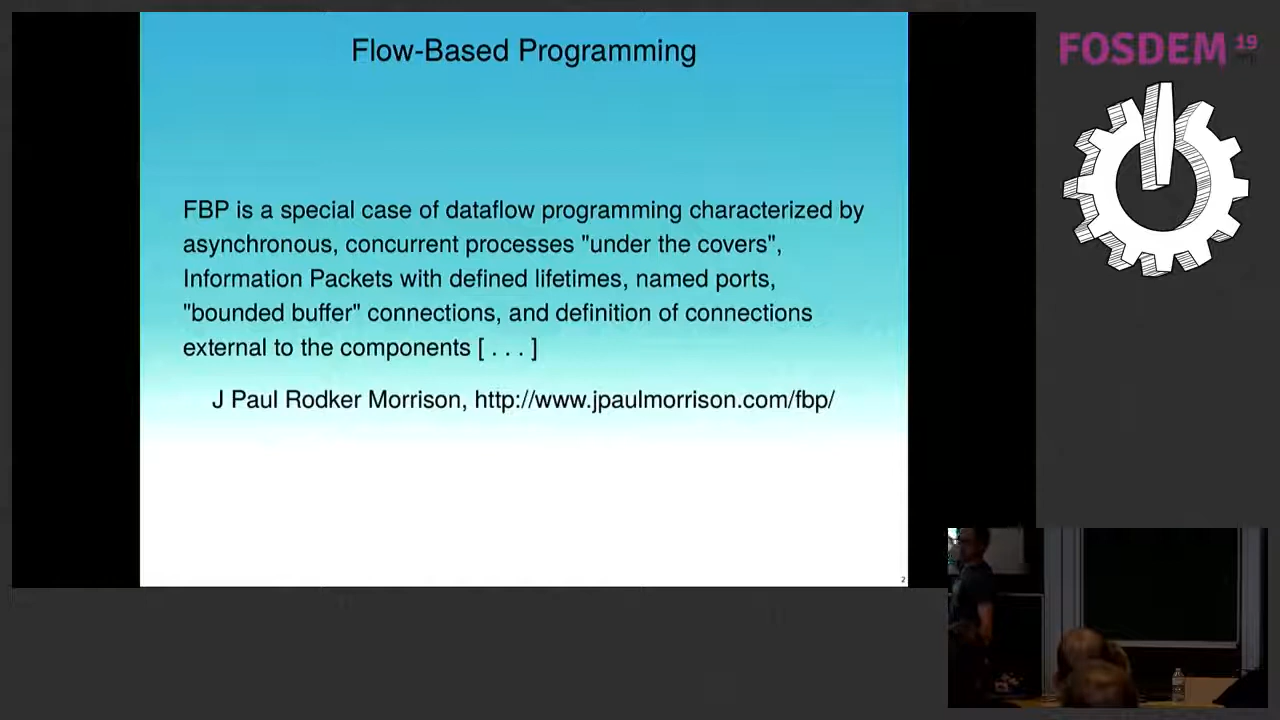 Flow-Based Programming
FBP is a special case of dataflow programming characterized by
asynchronous, concurrent processes "under the covers",
Information Packets with defined lifetimes, named ports,
"bounded buffer" connections, and definition of connections
external to the components [ . . . ]
J Paul Rodker Morrison, http://www.jpaulmorrison.com/fbp/
2
FOSDEM 19